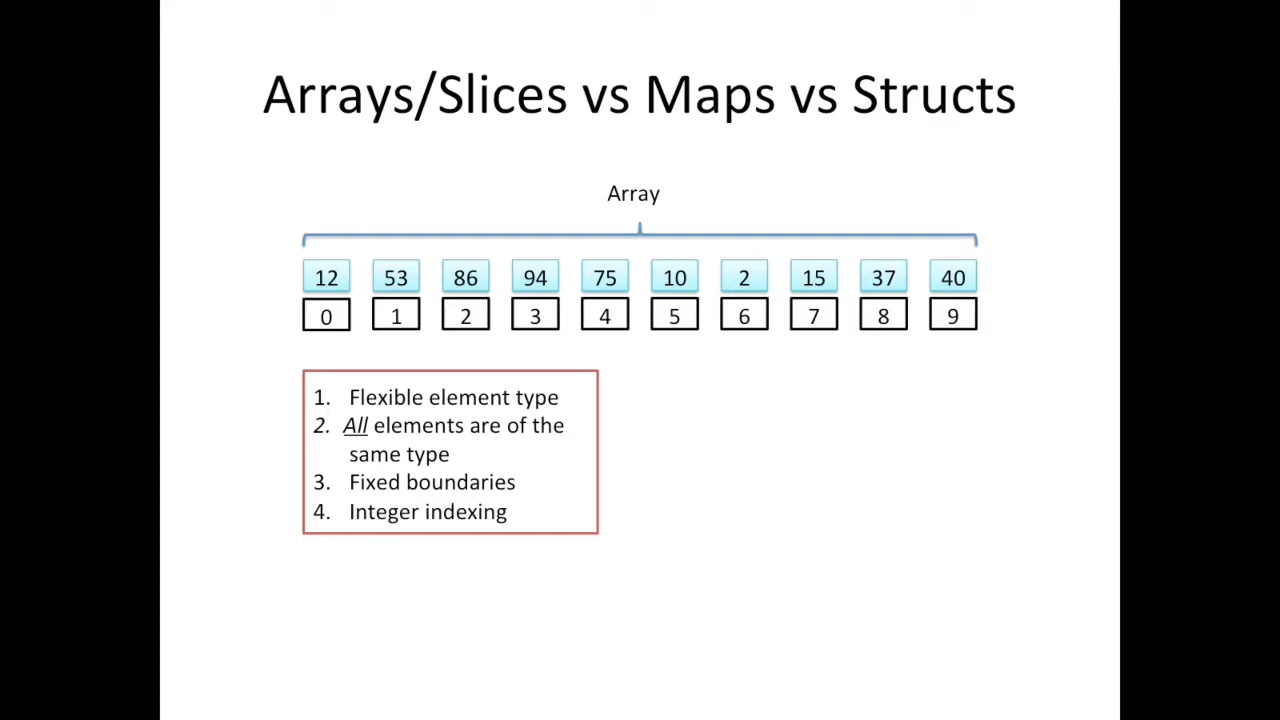 Arrays/Slices vs Maps vs Structs
Array
12 53 86 94 75 10 2 15 37 40
0 1 2 3 4 5 6 7 8 9
1. Flexible element type
2. All elements are of the
same type
3. Fixed boundaries
4. Integer indexing